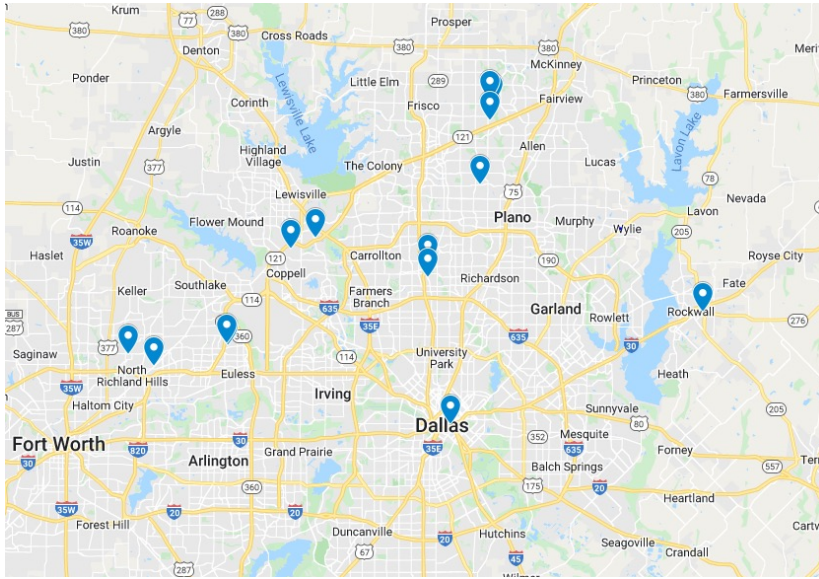 Krum
288
77
Prosper
380
288
Cross Roads
380
380
Denton
380
McKinney
Merit
Ponder
Little Elm
289
Princeton
Lewisville Lake
Corinth
Frisco
Fairview
380
Farmersville
Argyle
121
Lavon Lake
Highland
Village
Allen
Justin
377
The Colony
Lucas
78
75
Lewisville
Nevada
114
Flower Mound
Plano
Murphy
Lavon
Roanoke
Wylie
205
35W
Haslet
121
Carrollton
190
Royse City
Coppell
Richardson
Southlake
Keller
Farmers
Branch
Fate
114
635
Garland
Rowlett
Rockwall
BUS
287
35E
635
276
360
Saginaw
377
University
Park
30
114
North
Richland Hills
Euless
Heath
35W
Irving
Haltom City
Sunnyvale
205
Dallas
80
Fort Worth
352
Mesquite
30
35E
635
Forney
820
Grand Prairie
30
Arlington
Balch Springs
557
360
175
20
Heartland
35W
20
20
Forest Hill
Duncanville
Hutchins
20
Seagoville
67
45
Crandall
287
Wilmer